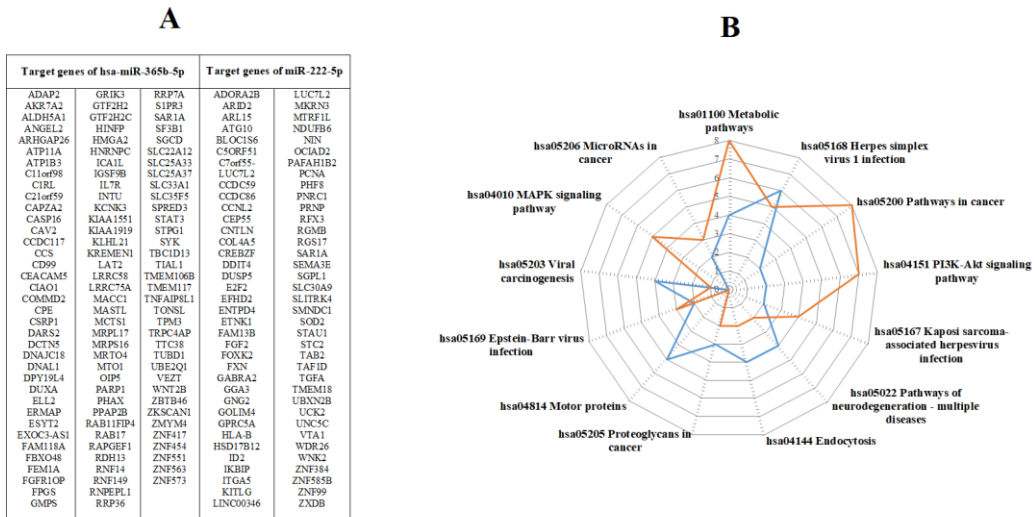 A
B
Target genes of hsa-miR-365b-5p Target genes of miR-222-5p
ADAP2 GRIK3 RRP7A ADORA2B LUC7L2
AKR7A2 GTF2H2 S1PR3 ARID2 MKRN3
ALDH5A1 GTF2H2C SAR1A ARL15 MTRF1L
ANGEL2 HINFP SF3B1 ATG10 NDUFB6
ARHGAP26 HMGA2 SGCD BLOC1S6 NIN
ATP11A HNRNPC SLC22A12 C5ORF51 OCIAD2
ATP1B3 ICA1L SLC25A33 C7orf55- PAFAH1B2
C11orf98 IGSF9B SLC25A37 LUC7L2 PCNA
C1RL IL7R SLC33A1 CCDC59 PHF8
C21orf59 INTU SLC35F5 CCDC86 PNRC1
CAPZA2 KCNK3 SPRED3 CCNL2 PRNP
CASP16 KIAA1551 STAT3 CEP55 RFX3
CAV2 KIAA1919 STPG1 CNTLN RGMB
CCDC117 KLHL21 SYK COL4A5 RGS17
CCS KREMEN1 TBC1D13 CREBZF SAR1A
CD99 LAT2 TIAL1 DDIT4 SEMA3E
CEACAM5 LRRC58 TMEM106B DUSP5 SGPL1
CIAO1 LRRC75A TMEM117 E2F2 SLC30A9
COMMD2 MACC1 TNFAIP8L1 EFHD2 SLITRK4
CPE MASTL TONSL ENTPD4 SMNDC1
CSRP1 MCTS1 TPM3 ETNK1 SOD2
DARS2 MRPL17 TRPC4AP FAM13B STAU1
DCTN5 MRPS16 TTC38 FGF2 STC2
DNAJC18 MRTO4 TUBD1 FOXK2 TAB2
DNAL1 MTO1 UBE2Q1 FXN TAF1D
DPY19L4 OIP5 VEZT GABRA2 TGFA
DUXA PARP1 WNT2B GGA3 TMEM18
ELL2 PHAX ZBTB46 GNG2 UBXN2B
ERMAP PPAP2B ZKSCAN1 GOLIM4 UCK2
ESYT2 RAB11FIP4 ZMYM4 GPRC5A UNC5C
EXOC3-AS1 RAB17 ZNF417 HLA-B VTA1
FAM118A RAPGEF1 ZNF454 HSD17B12 WDR26
FBXO48 RDH13 ZNF551 ID2 WNK2
FEM1A RNF14 ZNF563 IKBIP ZNF384
FGFR1OP RNF149 ZNF573 ITGA5 ZNF585B
FPGS RNPEPL1 KITLG ZNF99
GMPS RRP36 LINC00346 ZXDB
hsa01100 Metabolic
pathways
hsa05168 Herpes simplex
virus 1 infection
hsa05200 Pathways in cancer
hsa04151 PI3K-Akt signaling
pathway
hsa05167 Kaposi sarcoma-
associated herpesvirus
infection
hsa05022 Pathways of
neurodegeneration - multiple
diseases
hsa04144 Endocytosis
hsa05205 Proteoglycans in
cancer
hsa04814 Motor proteins
hsa05169 Epstein-Barr virus
infection
hsa05203 Viral
carcinogenesis
hsa04010 MAPK signaling
pathway
hsa05206 MicroRNAs in
cancer
8
7
6
5
4
3
2
1
0